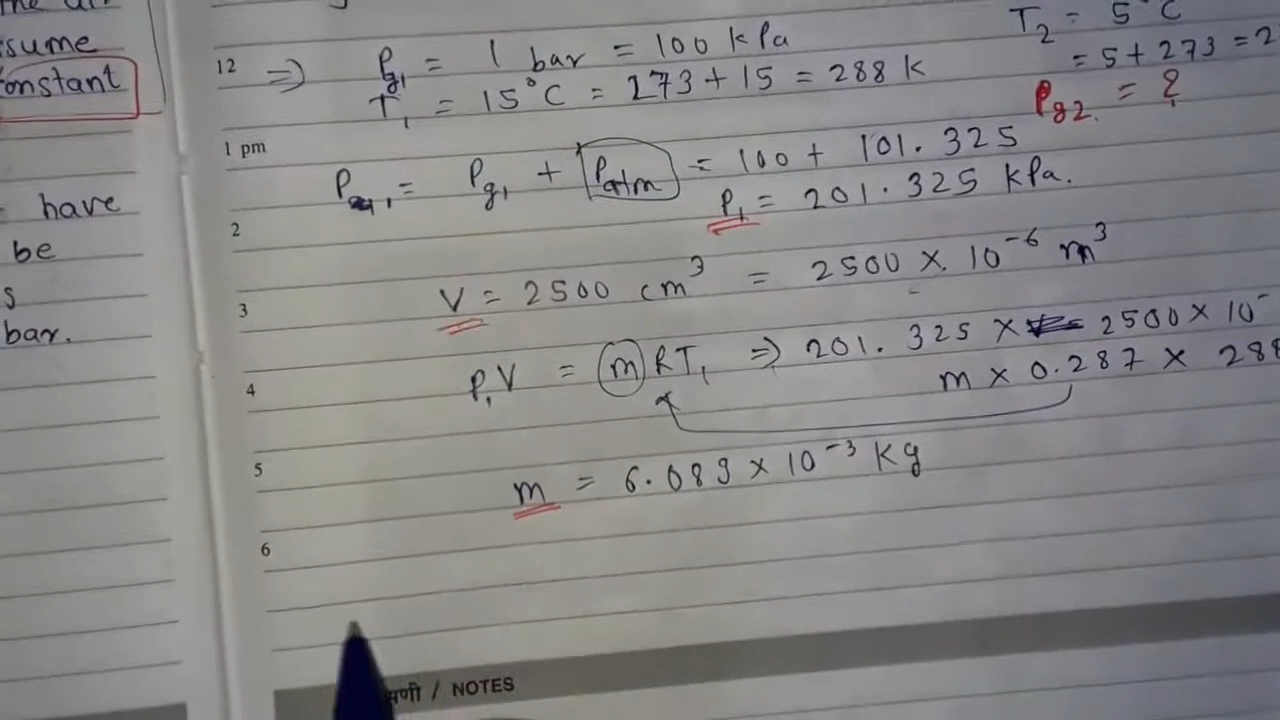 sume
onstant
have
be
s
bar.
12 ⇒) Pg1 = 1 bar = 100 kPa
T1 = 15°C = 273 + 15 = 288 K
T2 = 5°C
= 5 + 273 = 2
Pg2 = ?
1 pm
P1 = Pg1 + Patm = 100 + 101.325
P1 = 201.325 kPa.
2
3 V = 2500 cm³ = 2500 × 10⁻⁶ m³
4 P1V = mRT1 ⇒) 201.325 × 2500 × 10⁻
m × 0.287 × 288
5 m = 6.089 × 10⁻³ Kg
6
/ NOTES